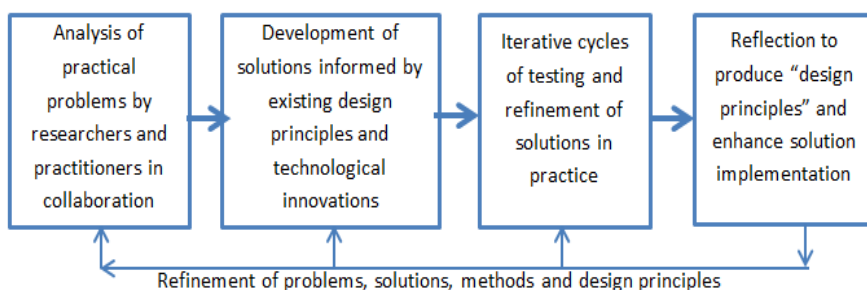 Analysis of
practical
problems by
researchers and
practitioners in
collaboration
Development of
solutions informed by
existing design
principles and
technological
innovations
Iterative cycles
of testing and
refinement of
solutions in
practice
Reflection to
produce “design
principles” and
enhance solution
implementation
Refinement of problems, solutions, methods and design principles